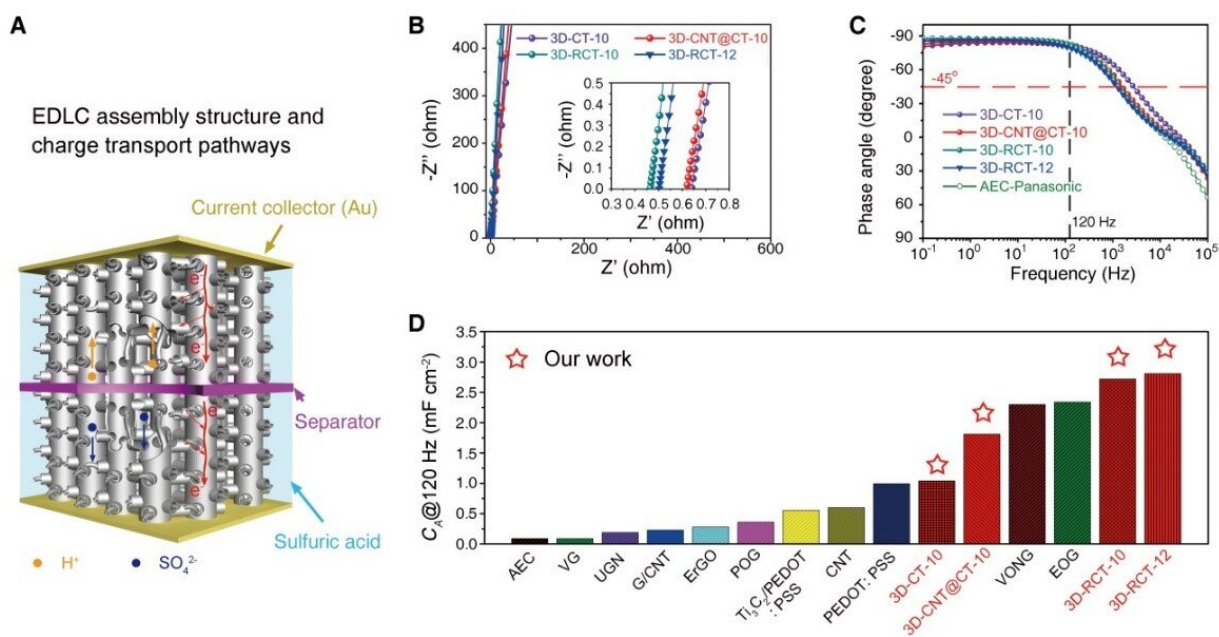 A
EDLC assembly structure and
charge transport pathways
Current collector (Au)
e⁻
e⁻
e⁻
e⁻
Separator
Sulfuric acid
H⁺
SO₄²⁻
B
-Z'' (ohm)
400
300
200
100
0
3D-CT-10
3D-CNT@CT-10
3D-RCT-10
3D-RCT-12
-Z'' (ohm)
0.5
0.4
0.3
0.2
0.1
0.0
0.3 0.4 0.5 0.6 0.7 0.8
Z' (ohm)
0 200 400 600
Z' (ohm)
C
Phase angle (degree)
-90
-60
-30
0
30
60
90
-45°
3D-CT-10
3D-CNT@CT-10
3D-RCT-10
3D-RCT-12
AEC-Panasonic
120 Hz
10⁻¹ 10⁰ 10¹ 10² 10³ 10⁴ 10⁵
Frequency (Hz)
D
C_A@120 Hz (mF cm⁻²)
3.5
3.0
2.5
2.0
1.5
1.0
0.5
0.0
Our work
AEC
VG
UGN
G/CNT
ErGO
POG
Ti₃C₂/PEDOT
: PSS
CNT
PEDOT: PSS
3D-CT-10
3D-CNT@CT-10
VONG
EOG
3D-RCT-10
3D-RCT-12